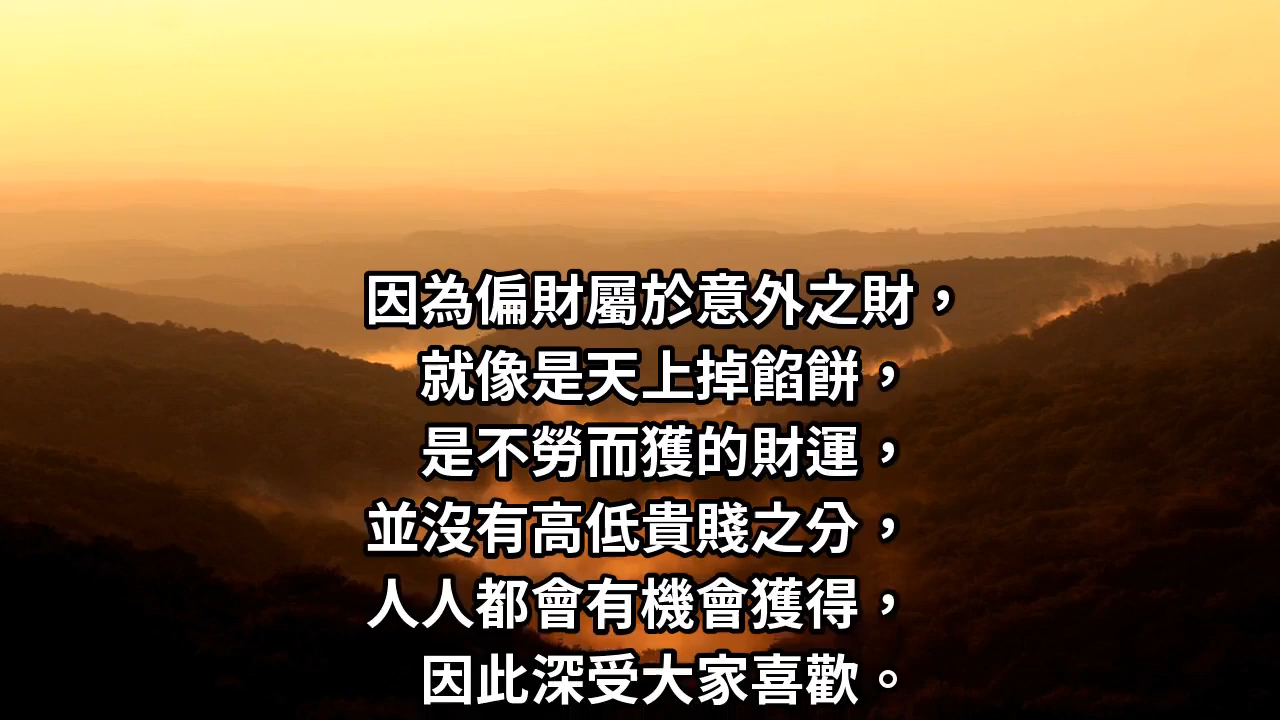 因為偏財屬於意外之財，
就像是天上掉餡餅，
是不勞而獲的財運，
並沒有高低貴賤之分，
人人都會有機會獲得，
因此深受大家喜歡。